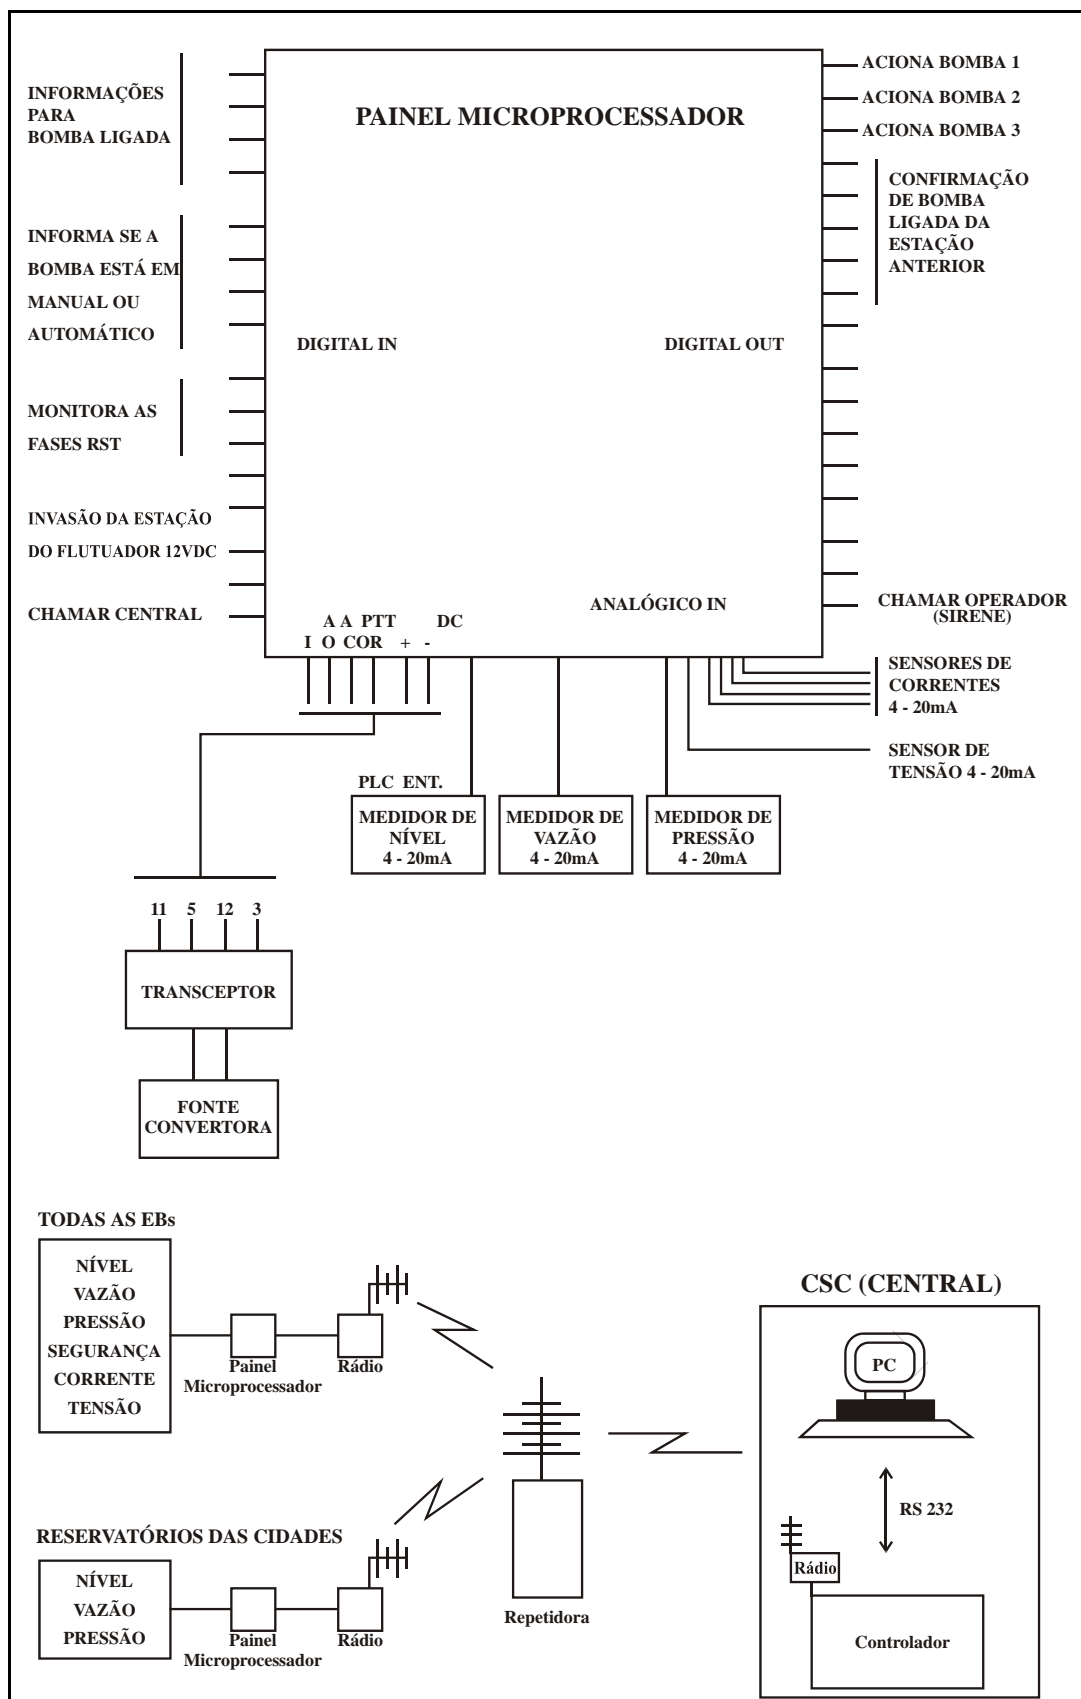 INFORMAÇÕES
PARA
BOMBA LIGADA
INFORMA SE A
BOMBA ESTÁ EM
MANUAL OU
AUTOMÁTICO
MONITORA AS
FASES RST
INVASÃO DA ESTAÇÃO
DO FLUTUADOR 12VDC
CHAMAR CENTRAL
PAINEL MICROPROCESSADOR
DIGITAL IN
DIGITAL OUT
ANALÓGICO IN
A A PTT DC
I O COR + -
ACIONA BOMBA 1
ACIONA BOMBA 2
ACIONA BOMBA 3
CONFIRMAÇÃO
DE BOMBA
LIGADA DA
ESTAÇÃO
ANTERIOR
CHAMAR OPERADOR
(SIRENE)
SENSORES DE
CORRENTES
4 - 20mA
SENSOR DE
TENSÃO 4 - 20mA
PLC ENT.
MEDIDOR DE
NÍVEL
4 - 20mA
MEDIDOR DE
VAZÃO
4 - 20mA
MEDIDOR DE
PRESSÃO
4 - 20mA
11 5 12 3
TRANSCEPTOR
FONTE
CONVERTORA
TODAS AS EBs
NÍVEL
VAZÃO
PRESSÃO
SEGURANÇA
CORRENTE
TENSÃO
Painel
Microprocessador
Rádio
RESERVATÓRIOS DAS CIDADES
NÍVEL
VAZÃO
PRESSÃO
Painel
Microprocessador
Rádio
Repetidora
CSC (CENTRAL)
PC
RS 232
Rádio
Controlador